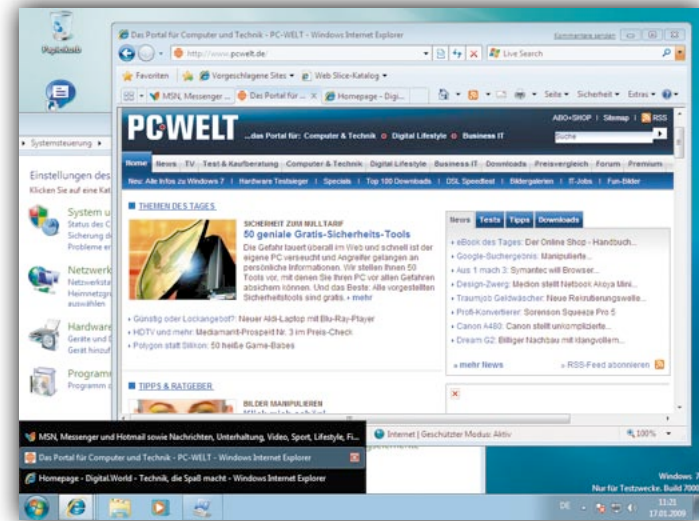 Papierkorb
Das Portal für Computer und Technik - PC-WELT - Windows Internet Explorer
Kommentare senden
http://www.pcwelt.de/
Live Search
Favoriten
Vorgeschlagene Sites
Web Slice-Katalog
MSN, Messenger ...
Das Portal für ...
Homepage - Digi...
Seite
Sicherheit
Extras
Systemsteuerung
Einstellungen des
Klicken Sie auf eine Kat
System u
Status des C
Sicherung d
Probleme er
Netzwerk
Netzwerksta
Heimnetzgr
auswählen
Hardware
Geräte und D
Gerät hinzuf
Programm
Programm d
PC WELT
...das Portal für: Computer & Technik Digital Lifestyle Business IT
ABO+SHOP | Sitemap | RSS
Suche
Home News TV Test & Kaufberatung Computer & Technik Digital Lifestyle Business IT Downloads Preisvergleich Forum Premium
Neu: Alle Infos zu Windows 7 | Hardware Testsieger | Specials | Top 100 Downloads | DSL Speedtest | Bildergalerien | IT-Jobs | Fun-Bilder
THEMEN DES TAGES
SICHERHEIT ZUM NULLTARIF
50 geniale Gratis-Sicherheits-Tools
Die Gefahr lauert überall im Web und schnell ist der
eigene PC verseucht und Angreifer gelangen an
persönliche Informationen. Wir stellen Ihnen 50
Tools vor, mit denen Sie Ihren PC vor allen Gefahren
absichern können. Und das Beste: Alle vorgestellten
Sicherheitstools sind gratis. mehr
Günstig oder Lockangebot?: Neuer Aldi-Laptop mit Blu-Ray-Player
HDTV und mehr: Mediamarkt-Prospekt Nr. 3 im Preis-Check
Polygon statt Silikon: 50 heiße Game-Babes
News Tests Tipps Downloads
eBook des Tages: Der Online Shop - Handbuch...
Google-Suchergebnis: Manipulierte...
Aus 1 mach 3: Symantec will Browser...
Design-Zwerg: Medion stellt Netbook Akoya Mini...
Traumjob Geldwäscher: Neue Rekrutierungswelle...
Profi-Konvertierer: Sorenson Squeeze Pro 5
Canon A480: Canon stellt unkomplizierte...
Dream G2: Billiger Nachbau mit klangvollem...
» mehr News
» RSS-Feed abonnieren
TIPPS & RATGEBER
BILDER MANIPULIEREN
Internet | Geschützter Modus: Aktiv
100%
MSN, Messenger und Hotmail sowie Nachrichten, Unterhaltung, Video, Sport, Lifestyle, Fi...
Das Portal für Computer und Technik - PC-WELT - Windows Internet Explorer
Homepage - Digital.World - Technik, die Spaß macht - Windows Internet Explorer
Windows 7
Nur für Testzwecke. Build 7000
DE
11:21
17.01.2009